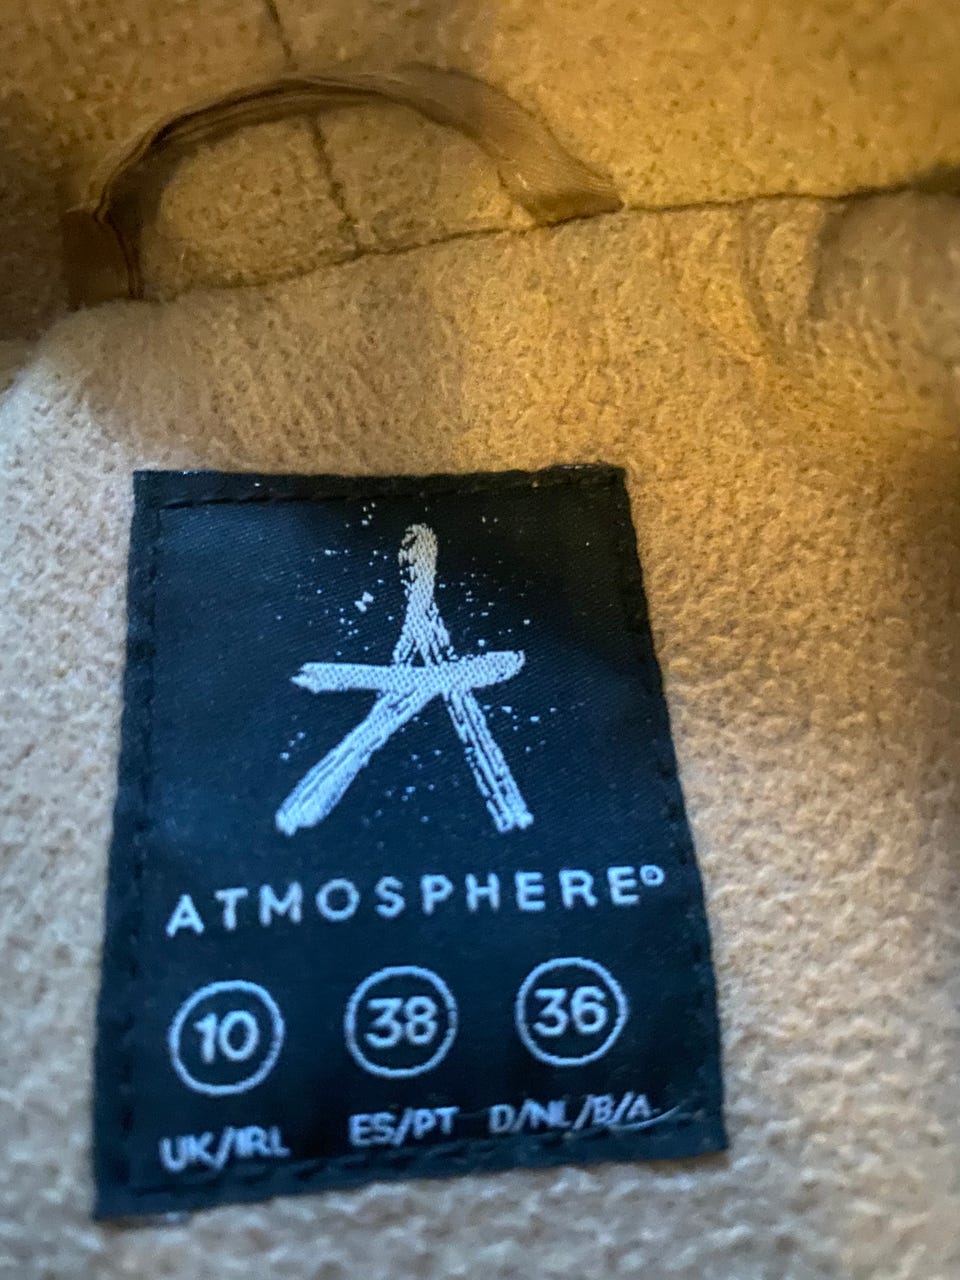 ATMOSPHERE®
10 38 36
UK/IRL ES/PT D/NL/B/A